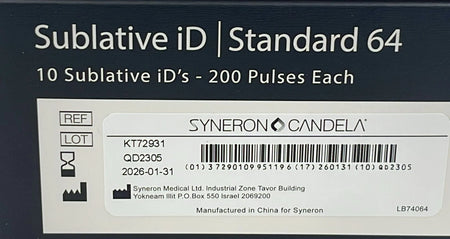 Sublative iD | Standard 64
10 Sublative iD's - 200 Pulses Each
SYNERON CANDELA®
REF KT72931
LOT QD2305
2026-01-31
(01)37290109951196(17)260131(10)QD2305
Syneron Medical Ltd. Industrial Zone Tavor Building
Yokneam Illit P.O.Box 550 Israel 2069200
Manufactured in China for Syneron
LB74064